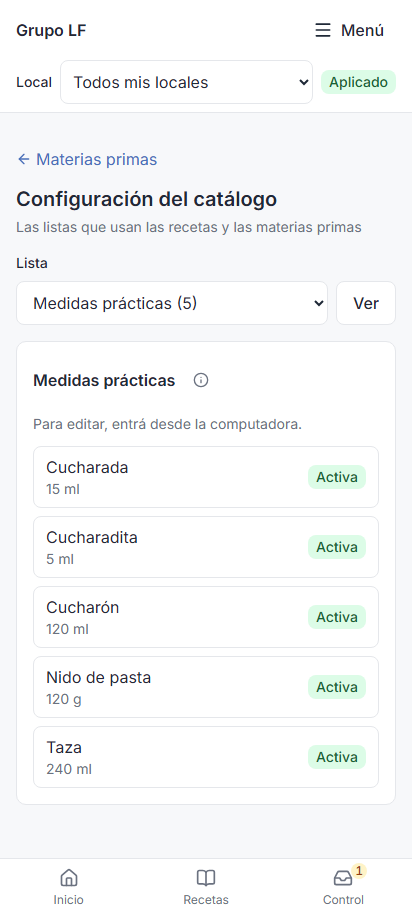 Grupo LF
Menú
Local
Todos mis locales
Aplicado
← Materias primas
Configuración del catálogo
Las listas que usan las recetas y las materias primas
Lista
Medidas prácticas (5)
Ver
Medidas prácticas
Para editar, entrá desde la computadora.
Cucharada
15 ml
Activa
Cucharadita
5 ml
Activa
Cucharón
120 ml
Activa
Nido de pasta
120 g
Activa
Taza
240 ml
Activa
Inicio
Recetas
1
Control